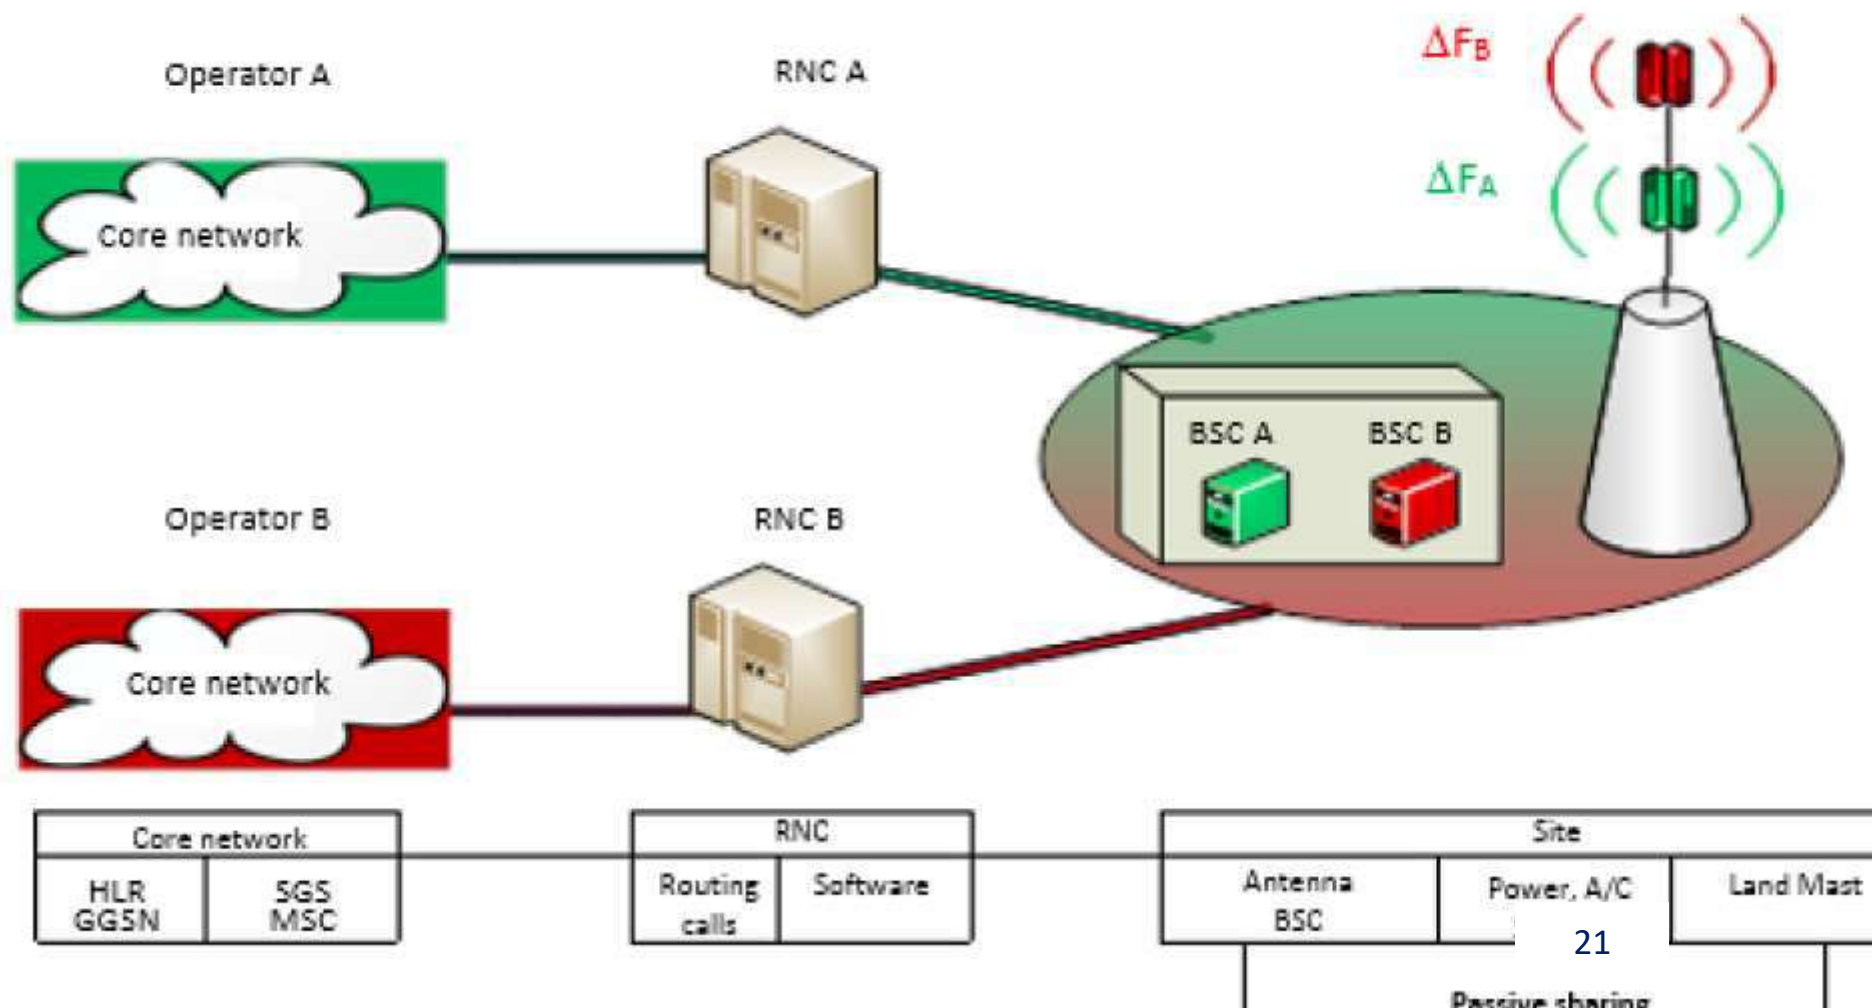 Operator A
RNC A
ΔFB
ΔFA
Core network
BSC A
BSC B
Operator B
RNC B
Core network
Core network
HLR
GGSN
SGS
MSC
RNC
Routing
calls
Software
Site
Antenna
BSC
Power, A/C
Land Mast
21
Passive sharing